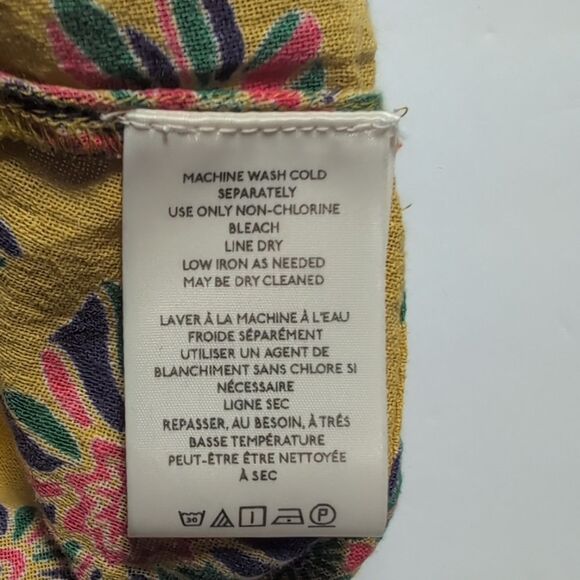 MACHINE WASH COLD
SEPARATELY
USE ONLY NON-CHLORINE
BLEACH
LINE DRY
LOW IRON AS NEEDED
MAY BE DRY CLEANED
LAVER À LA MACHINE À L'EAU
FROIDE SÉPARÉMENT
UTILISER UN AGENT DE
BLANCHIMENT SANS CHLORE SI
NÉCESSAIRE
LIGNE SEC
REPASSER, AU BESOIN, À TRÉS
BASSE TEMPÉRATURE
PEUT-ÊTRE ÊTRE NETTOYÉE
À SEC
30 P